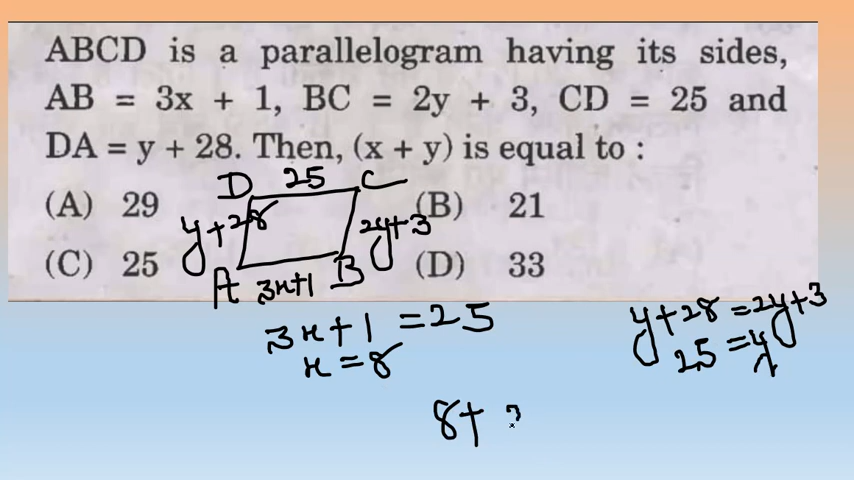 ABCD is a parallelogram having its sides,
AB = 3x + 1, BC = 2y + 3, CD = 25 and
DA = y + 28. Then, (x + y) is equal to :
(A) 29 (B) 21
(C) 25 (D) 33
D 25 C
y+28 2y+3
A 3x+1 B
3x+1 = 25
x = 8
y+28 = 2y+3
25 = y
8+